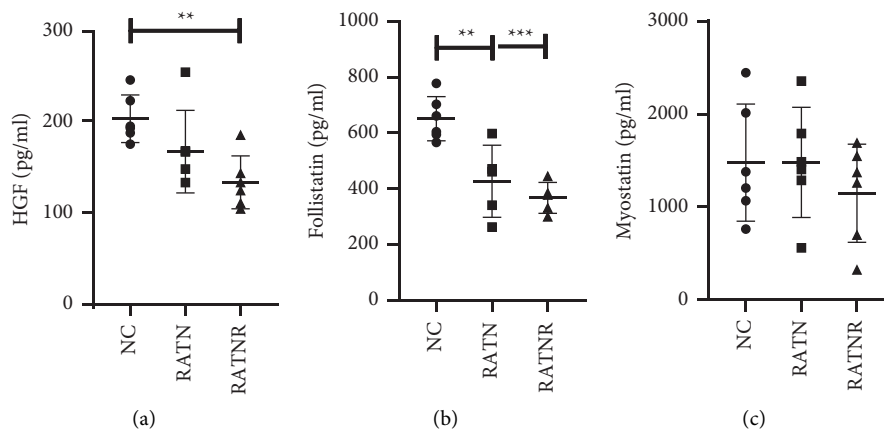 **
300
200
100
0
HGF (pg/ml)
NC
RATN
RATNR
(a)
** ***
1000
800
600
400
200
0
Follistatin (pg/ml)
NC
RATN
RATNR
(b)
3000
2000
1000
0
Myostatin (pg/ml)
NC
RATN
RATNR
(c)